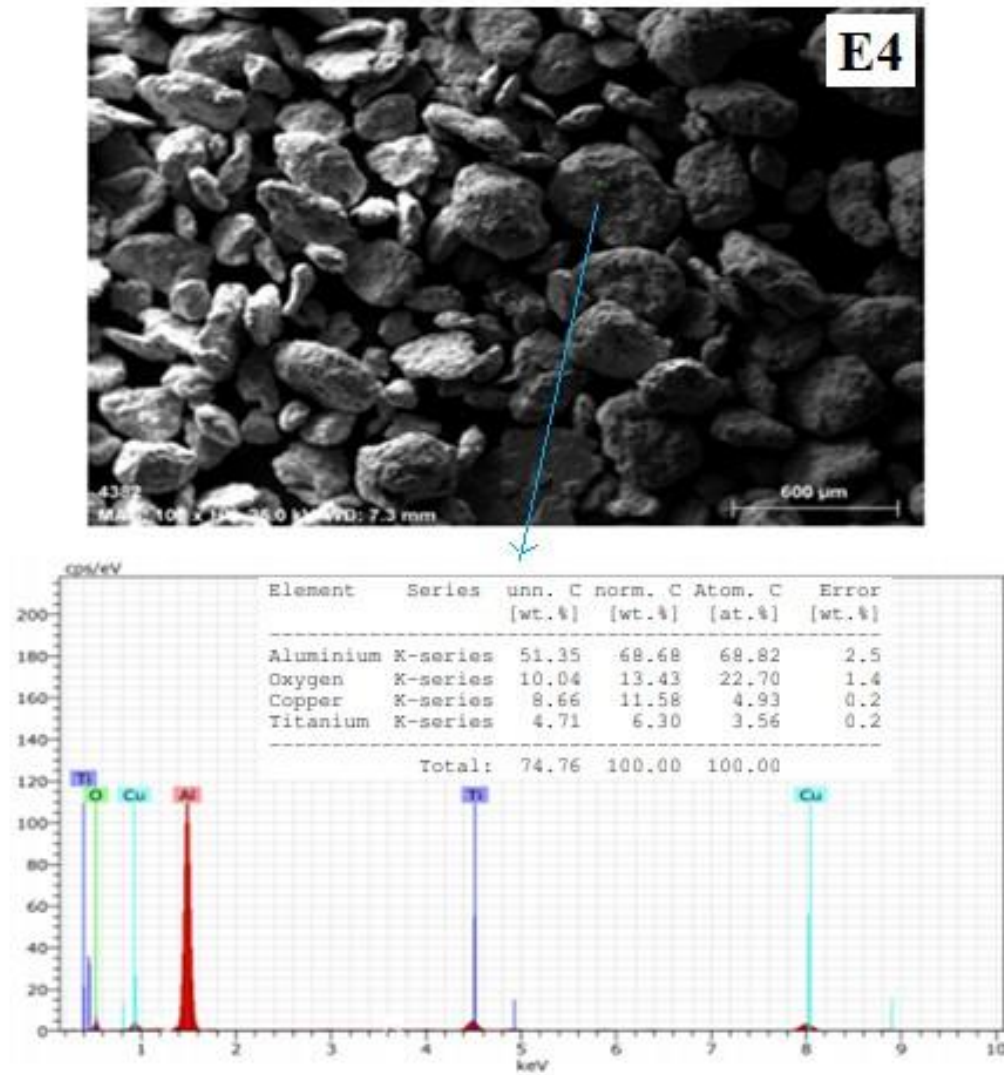 E4
4382
MAG: 100 x HV: 25.0 kV WD: 7.3 mm
600 µm
cps/eV
Element Series unn. C norm. C Atom. C Error
[wt.%] [wt.%] [at.%] [wt.%]
Aluminium K-series 51.35 68.68 68.82 2.5
Oxygen K-series 10.04 13.43 22.70 1.4
Copper K-series 8.66 11.58 4.93 0.2
Titanium K-series 4.71 6.30 3.56 0.2
Total: 74.76 100.00 100.00
200
180
160
140
120
100
80
60
40
20
0
Ti
O Cu Al Ti Cu
1 2 3 4 5 6 7 8 9 10
keV